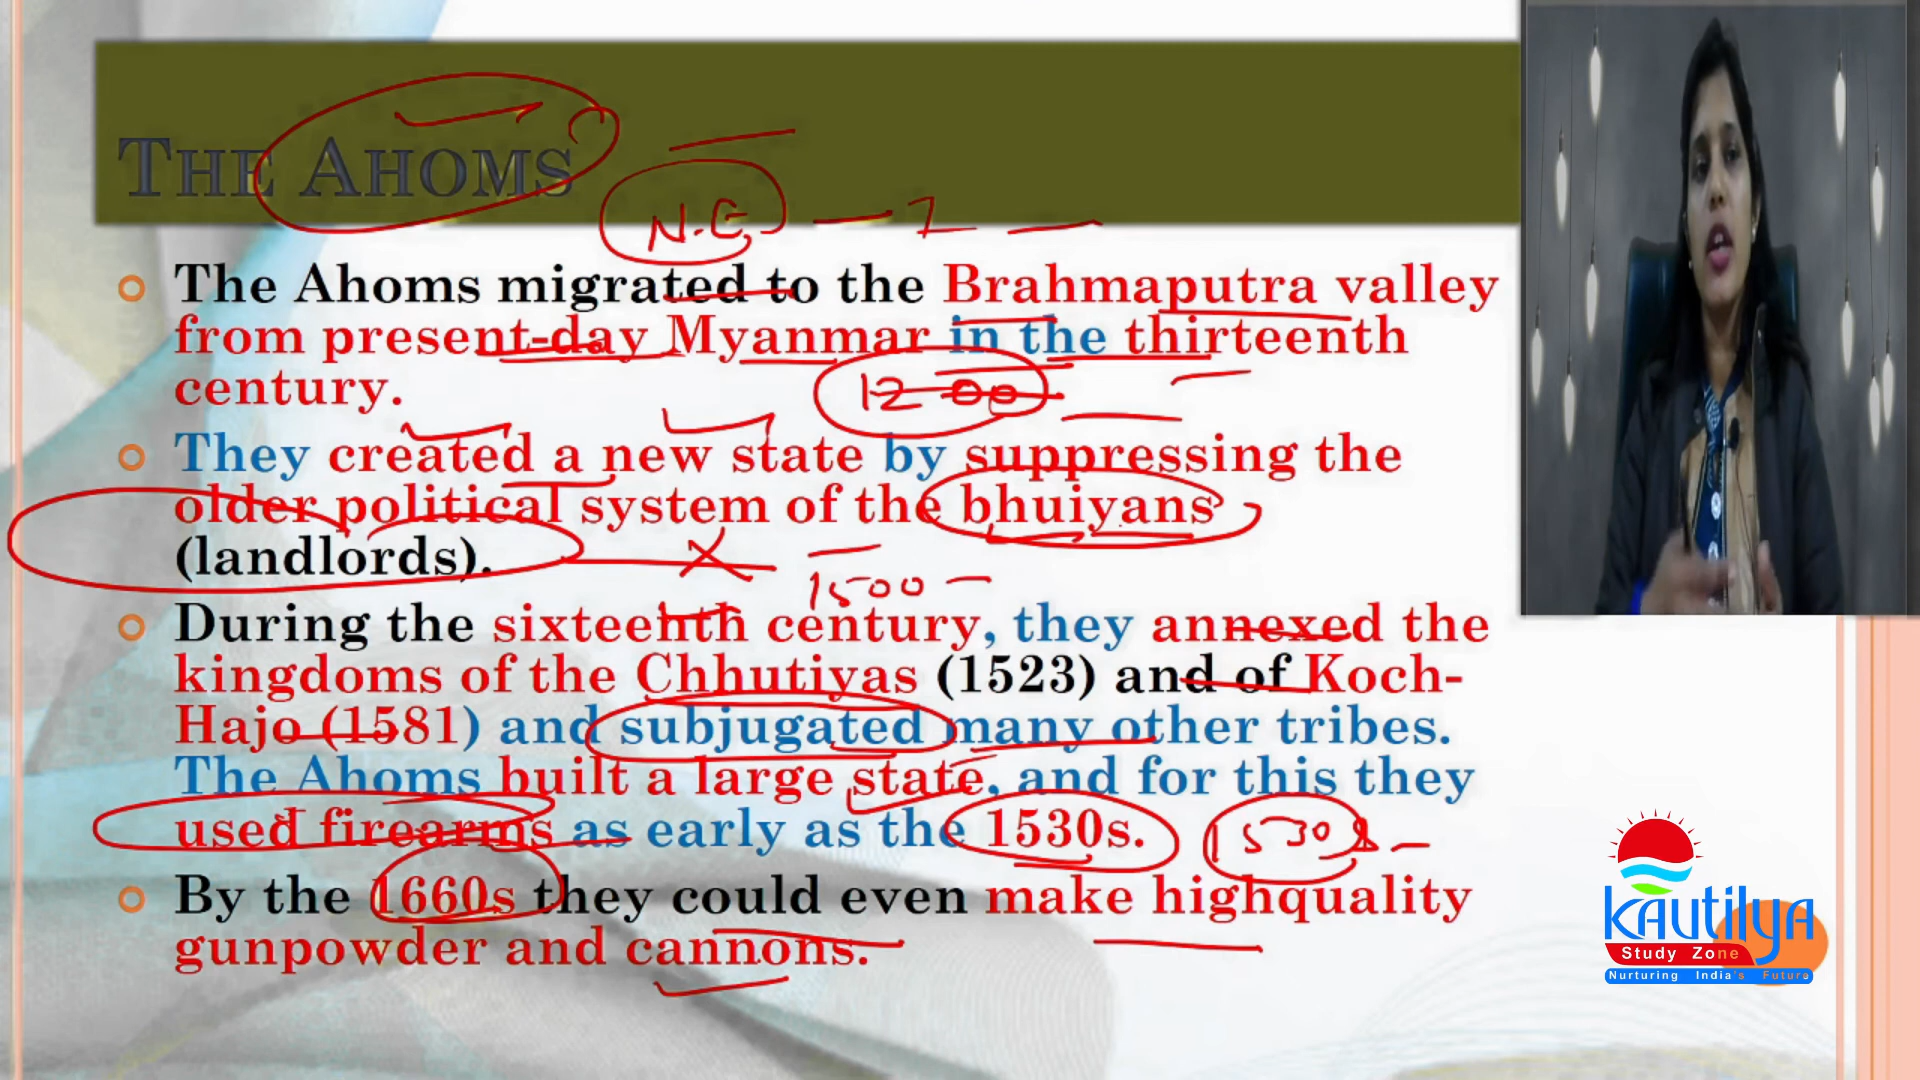 THE AHOMS
N.E
The Ahoms migrated to the Brahmaputra valley
from present-day Myanmar in the thirteenth
century.
1200
They created a new state by suppressing the
older political system of the bhuiyans
(landlords).
1500
During the sixteenth century, they annexed the
kingdoms of the Chhutiyas (1523) and of Koch-
Hajo (1581) and subjugated many other tribes.
The Ahoms built a large state, and for this they
used firearms as early as the 1530s.
1530s
By the 1660s they could even make highquality
gunpowder and cannons.
Kautilya
Study Zone
Nurturing India's Future